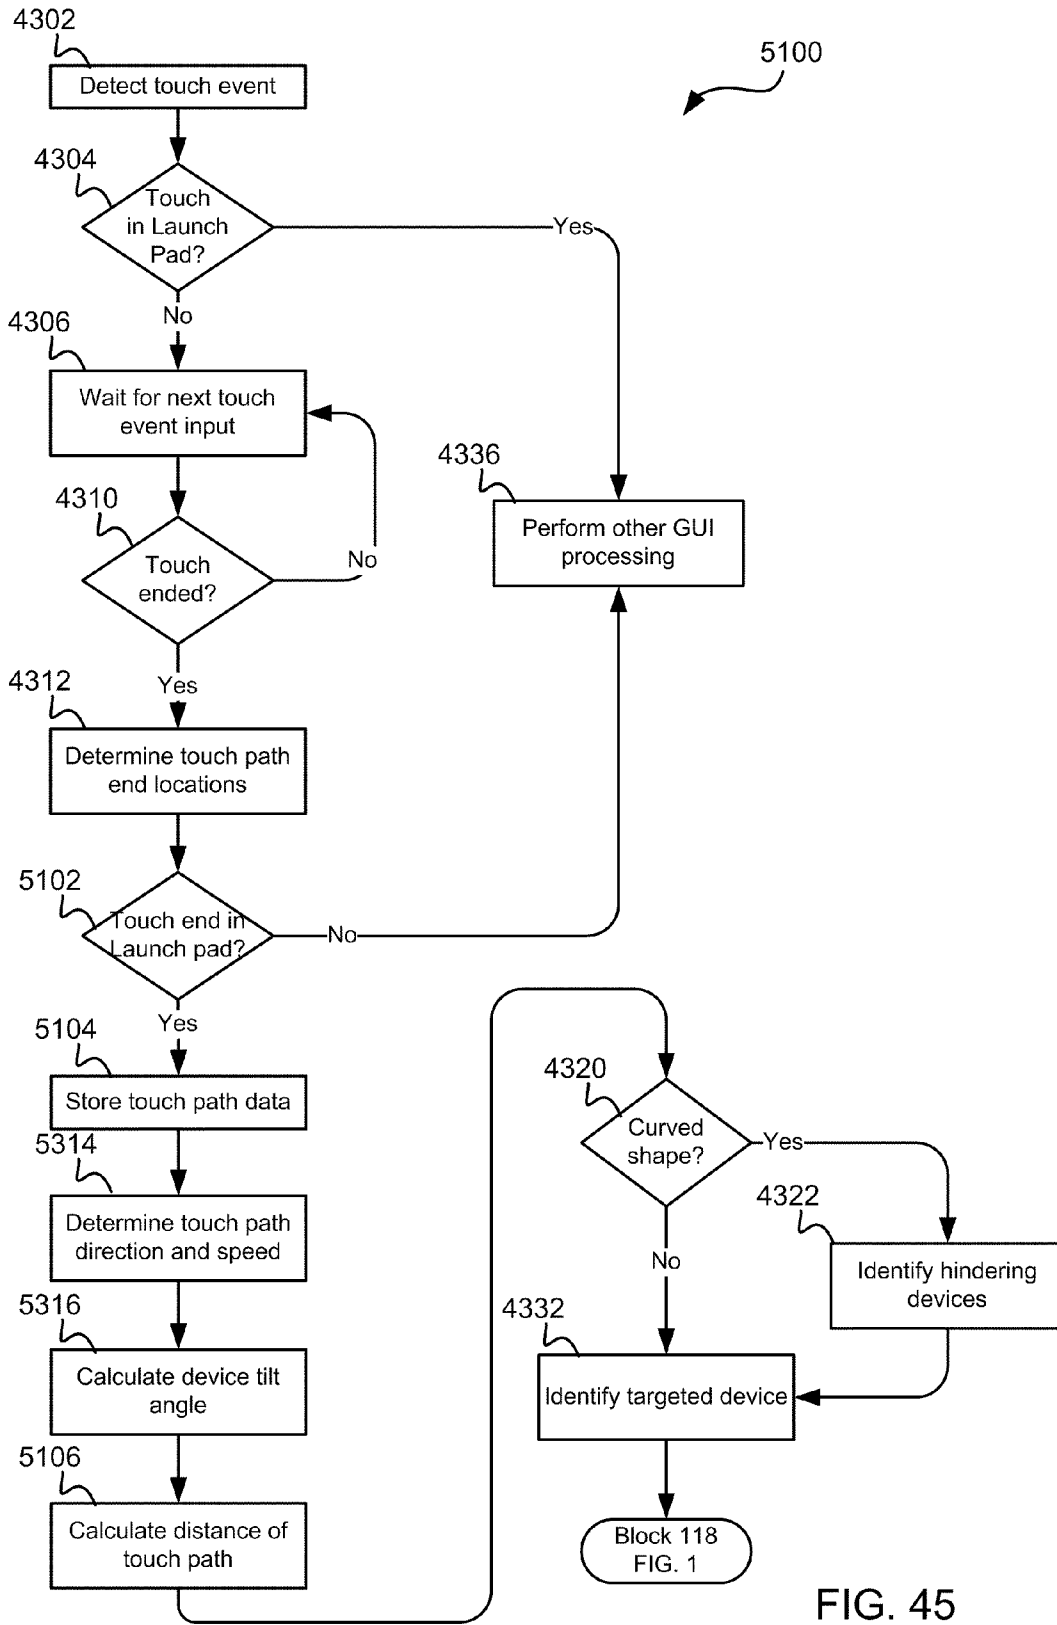 4302
Detect touch event
5100
4304
Touch
in Launch
Pad?
Yes
No
4306
Wait for next touch
event input
4336
Perform other GUI
processing
4310
Touch
ended?
No
Yes
4312
Determine touch path
end locations
5102
Touch end in
Launch pad?
No
Yes
5104
Store touch path data
5314
Determine touch path
direction and speed
5316
Calculate device tilt
angle
5106
Calculate distance of
touch path
4320
Curved
shape?
Yes
4322
Identify hindering
devices
No
4332
Identify targeted device
Block 118
FIG. 1
FIG. 45